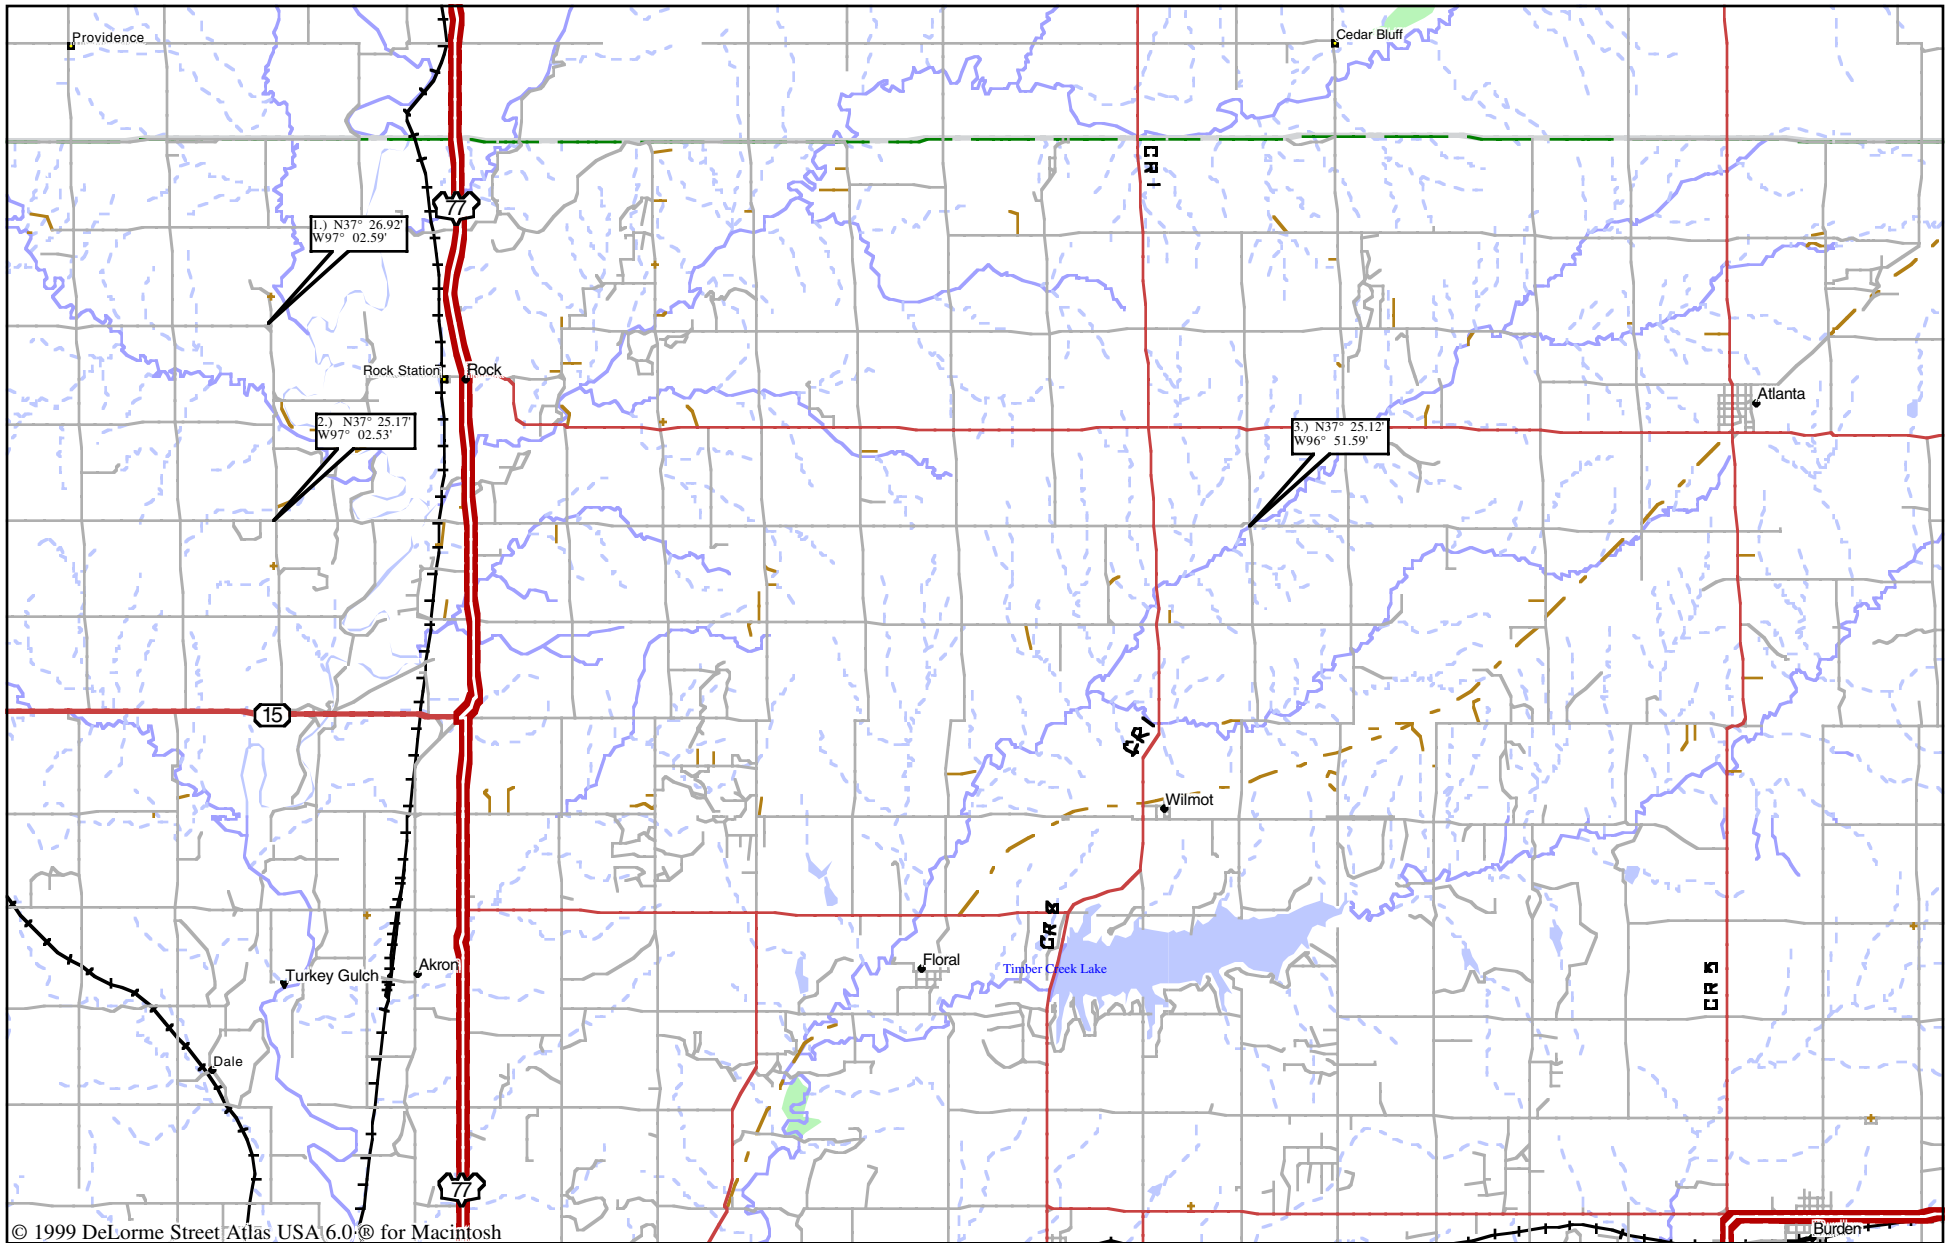 Providence
Cedar Bluff
CR 1
77
1.) N37° 26.92'
W97° 02.59'
Rock Station
Rock
Atlanta
2.) N37° 25.17'
W97° 02.53'
3.) N37° 25.12'
W96° 51.59'
15
CR 1
Wilmot
CR 8
Floral
Timber Creek Lake
Turkey Gulch
Akron
CR 5
Dale
77
Burden
© 1999 DeLorme Street Atlas USA 6.0 ® for Macintosh